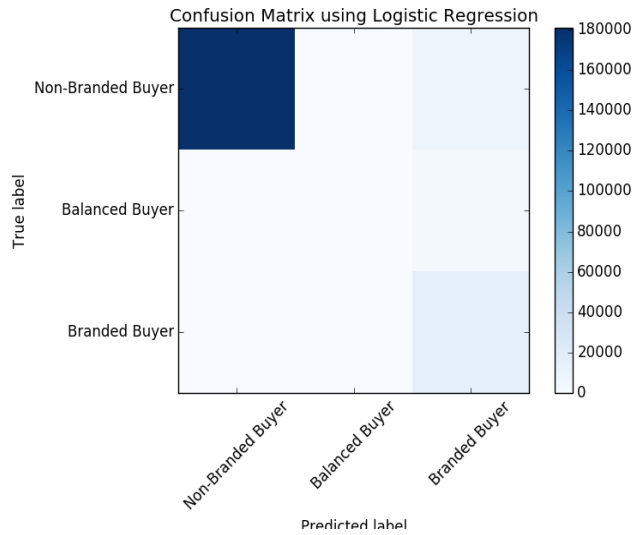 Confusion Matrix using Logistic Regression
True label
Non-Branded Buyer
Balanced Buyer
Branded Buyer
180000
160000
140000
120000
100000
80000
60000
40000
20000
0
Non-Branded Buyer
Balanced Buyer
Branded Buyer
Predicted label